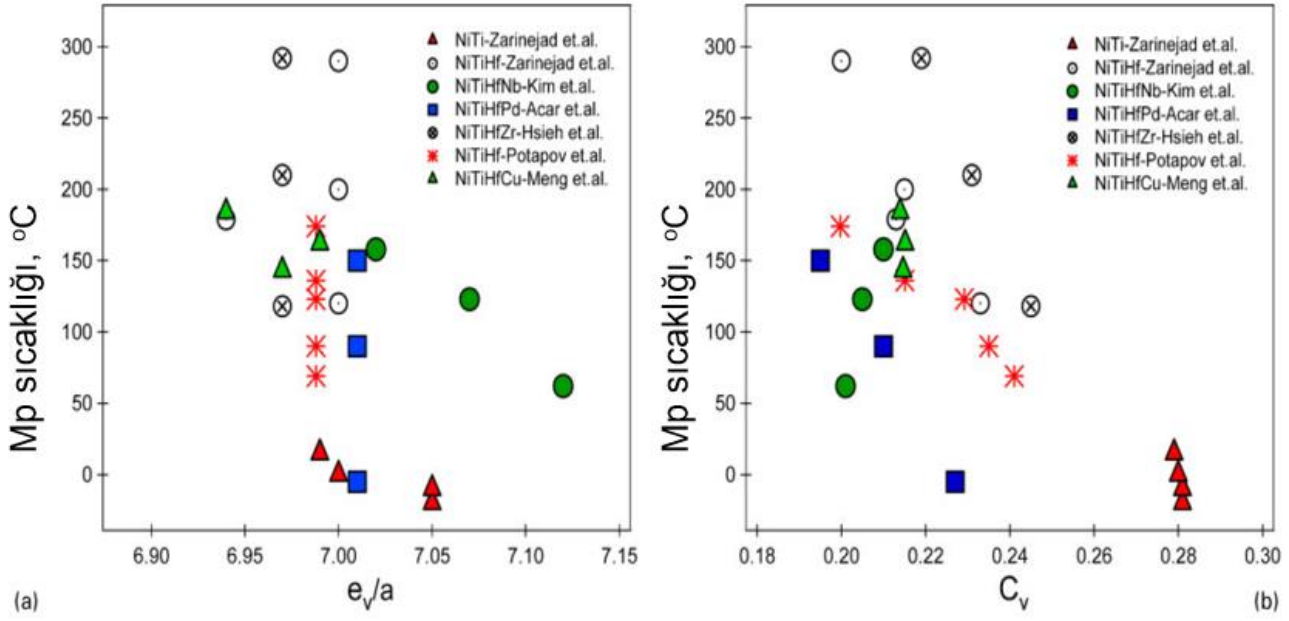 300
250
200
150
100
50
0
Mp sıcaklığı, °C
NiTi-Zarinejad et.al.
NiTiHf-Zarinejad et.al.
NiTiHfNb-Kim et.al.
NiTiHfPd-Acar et.al.
NiTiHfZr-Hsieh et.al.
NiTiHf-Potapov et.al.
NiTiHfCu-Meng et.al.
6.90 6.95 7.00 7.05 7.10 7.15
(a) eᵥ/a
300
250
200
150
100
50
0
Mp sıcaklığı, °C
NiTi-Zarinejad et.al.
NiTiHf-Zarinejad et.al.
NiTiHfNb-Kim et.al.
NiTiHfPd-Acar et.al.
NiTiHfZr-Hsieh et.al.
NiTiHf-Potapov et.al.
NiTiHfCu-Meng et.al.
0.18 0.20 0.22 0.24 0.26 0.28 0.30
Cᵥ (b)